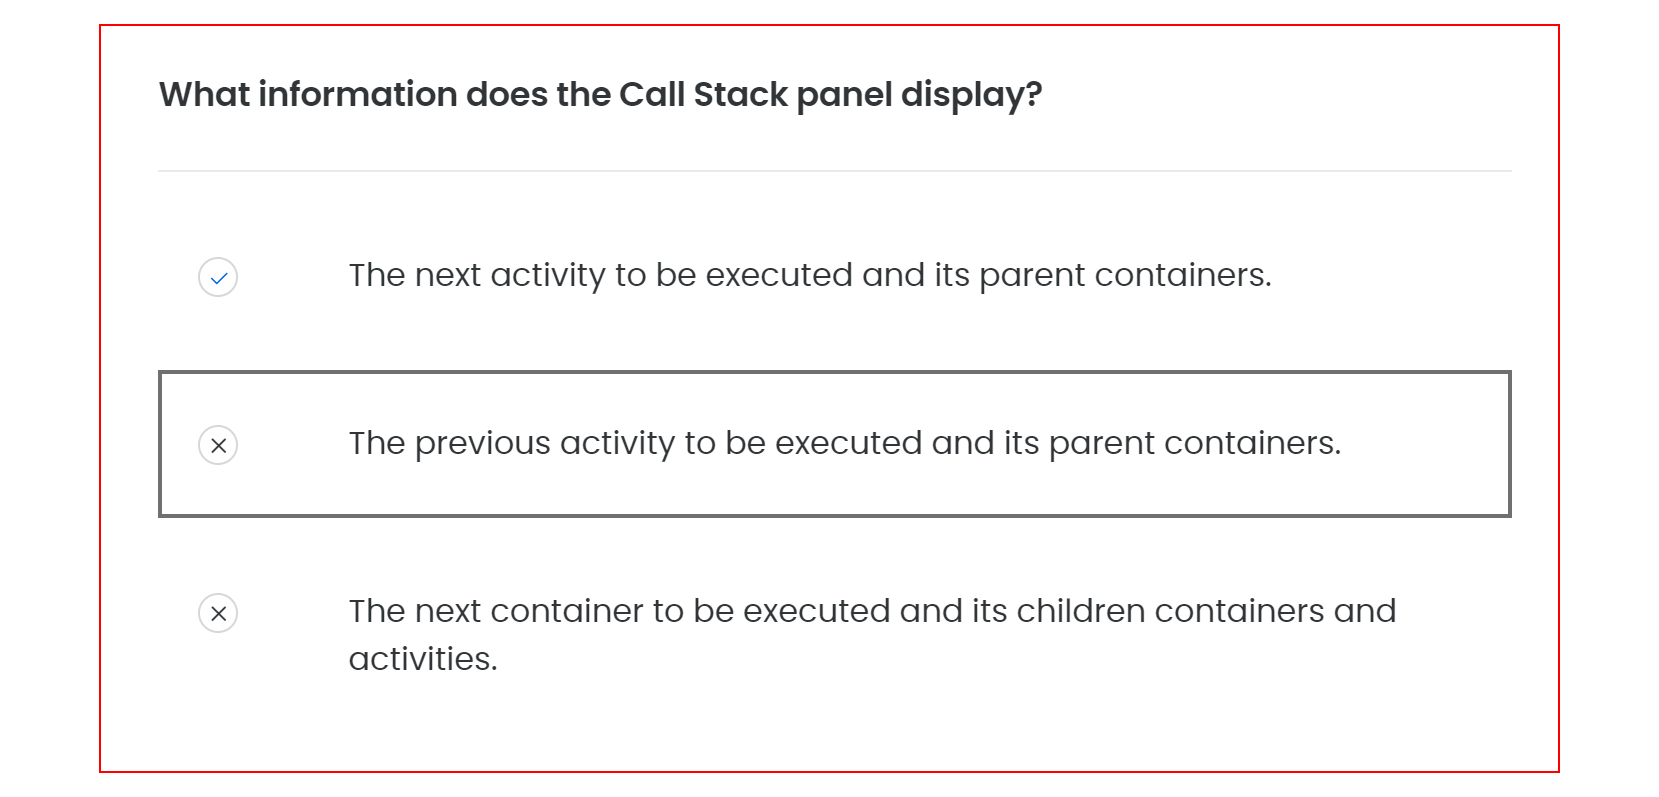 What information does the Call Stack panel display?
The next activity to be executed and its parent containers.
The previous activity to be executed and its parent containers.
The next container to be executed and its children containers and
activities.